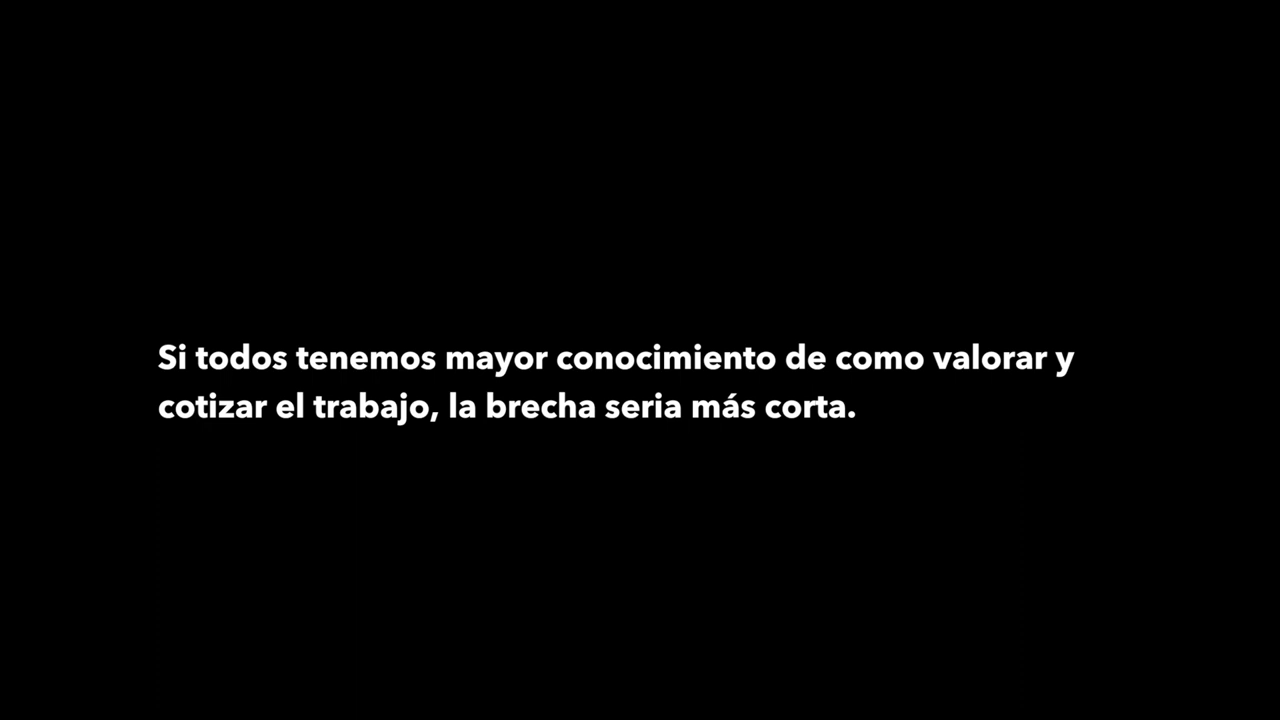 Si todos tenemos mayor conocimiento de como valorar y
cotizar el trabajo, la brecha seria más corta.